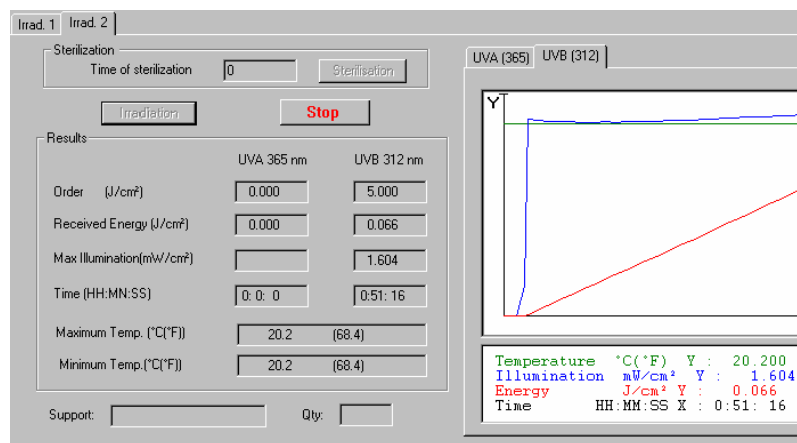 Irrad. 1 Irrad. 2
Sterilization
Time of sterilization 0 Sterilisation
Irradiation Stop
Results
UVA 365 nm UVB 312 nm
Order (J/cm²) 0.000 5.000
Received Energy (J/cm²) 0.000 0.066
Max Illumination(mW/cm²) 1.604
Time (HH:MN:SS) 0: 0: 0 0:51: 16
Maximum Temp. (°C(°F)) 20.2 (68.4)
Minimum Temp.(°C(°F)) 20.2 (68.4)
Support: Qty:
UVA (365) UVB (312)
Y
Temperature °C(°F) Y : 20.200
Illumination mW/cm² Y : 1.604
Energy J/cm² Y : 0.066
Time HH:MM:SS X : 0:51: 16